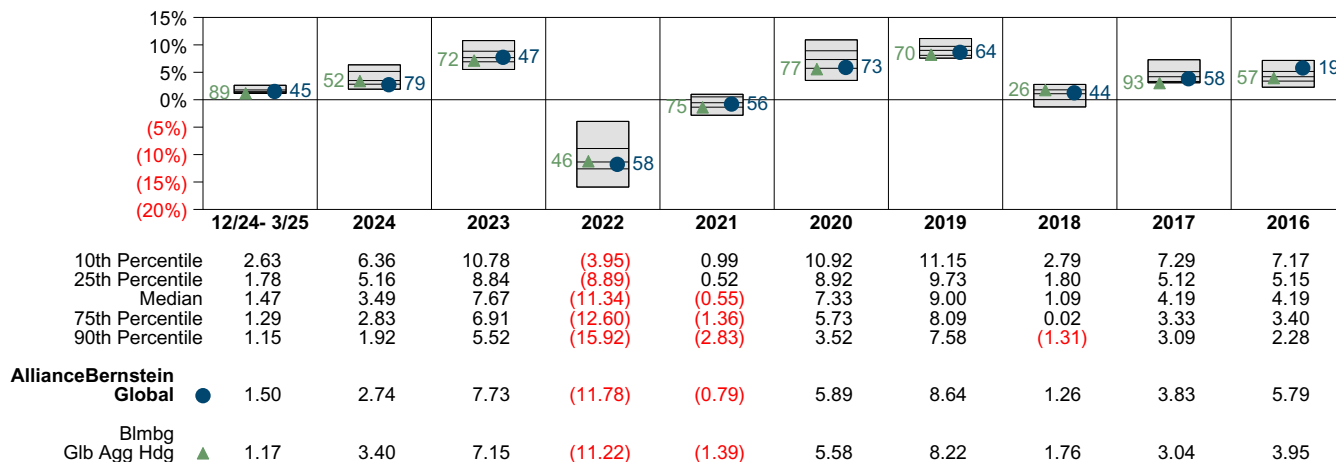 15%
10%
5%
0%
(5%)
(10%)
(15%)
(20%)
89 45
52 79
72 47
46 58
75 56
77 73
70 64
26 44
93 58
57 19
12/24- 3/25 2024 2023 2022 2021 2020 2019 2018 2017 2016
10th Percentile 2.63 6.36 10.78 (3.95) 0.99 10.92 11.15 2.79 7.29 7.17
25th Percentile 1.78 5.16 8.84 (8.89) 0.52 8.92 9.73 1.80 5.12 5.15
Median 1.47 3.49 7.67 (11.34) (0.55) 7.33 9.00 1.09 4.19 4.19
75th Percentile 1.29 2.83 6.91 (12.60) (1.36) 5.73 8.09 0.02 3.33 3.40
90th Percentile 1.15 1.92 5.52 (15.92) (2.83) 3.52 7.58 (1.31) 3.09 2.28
AllianceBernstein
Global 1.50 2.74 7.73 (11.78) (0.79) 5.89 8.64 1.26 3.83 5.79
Blmbg
Glb Agg Hdg 1.17 3.40 7.15 (11.22) (1.39) 5.58 8.22 1.76 3.04 3.95